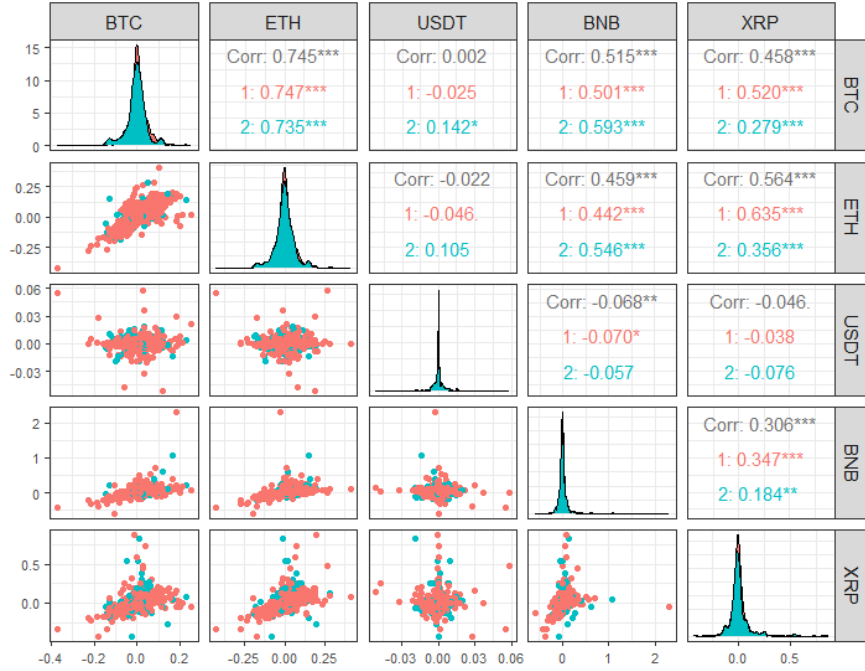 BTC ETH USDT BNB XRP
15
10
5
0
Corr: 0.745*** Corr: 0.002 Corr: 0.515*** Corr: 0.458***
1: 0.747*** 1: -0.025 1: 0.501*** 1: 0.520***
2: 0.735*** 2: 0.142* 2: 0.593*** 2: 0.279***
BTC
0.25
0.00
-0.25
Corr: -0.022 Corr: 0.459*** Corr: 0.564***
1: -0.046. 1: 0.442*** 1: 0.635***
2: 0.105 2: 0.546*** 2: 0.356***
ETH
0.06
0.03
0.00
-0.03
Corr: -0.068** Corr: -0.046.
1: -0.070* 1: -0.038
2: -0.057 2: -0.076
USDT
2
1
0
Corr: 0.306***
1: 0.347***
2: 0.184**
BNB
0.5
0.0
XRP
-0.4 -0.2 0.0 0.2 -0.25 0.00 0.25 -0.03 0.00 0.03 0.06 0 1 2 0.0 0.5